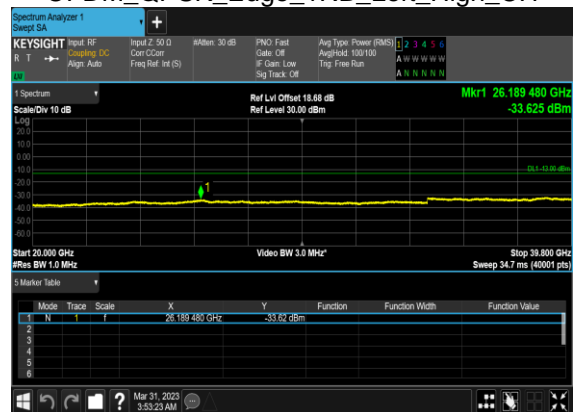 Spectrum Analyzer 1
Swept SA
KEYSIGHT Input: RF Input Z: 50 Ω #Atten: 30 dB PNO: Fast Avg Type: Power (RMS) 1 2 3 4 5 6
R T Coupling: DC Corr CCorr Gate: Off Avg|Hold: 100/100 A W W W W W
Align: Auto Freq Ref: Int (S) IF Gain: Low Trig: Free Run
LU Sig Track: Off A N N N N N
1 Spectrum Ref Lvl Offset 18.68 dB Mkr1 26.189 480 GHz
Scale/Div 10 dB Ref Level 30.00 dBm -33.625 dBm
Log
20.0
10.0
0.00
-10.0
DL1 -13.00 dBm
-20.0
1
-30.0
-40.0
-50.0
-60.0
Start 20.000 GHz Video BW 3.0 MHz* Stop 39.800 GHz
#Res BW 1.0 MHz Sweep 34.7 ms (40001 pts)
5 Marker Table
Mode Trace Scale X Y Function Function Width Function Value
1 N 1 f 26.189 480 GHz -33.62 dBm
2
3
4
5
6
? Mar 31, 2023
3:53:23 AM